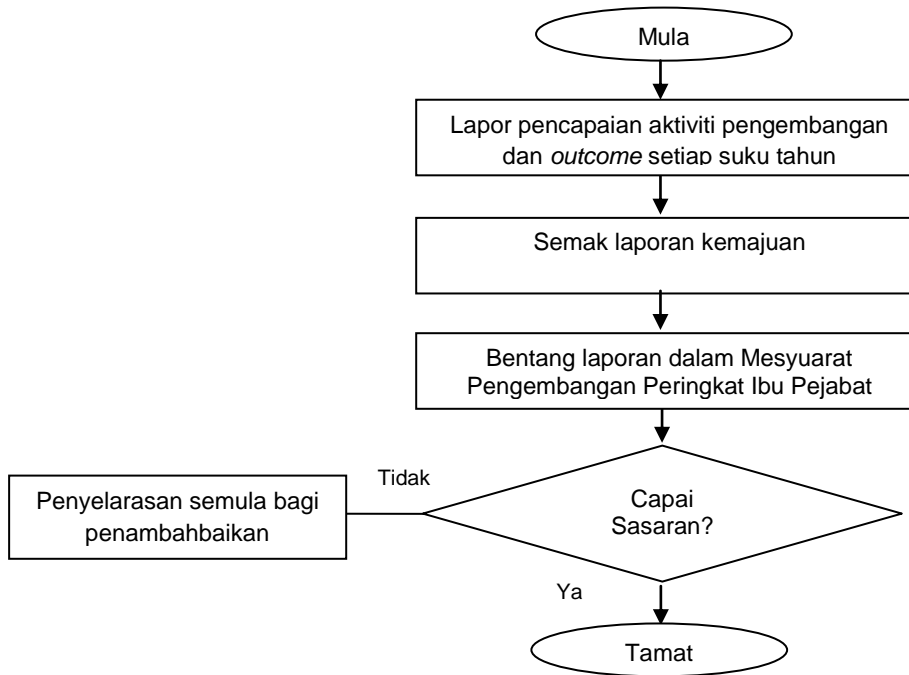 Mula
Lapor pencapaian aktiviti pengembangan
dan outcome setiap suku tahun
Semak laporan kemajuan
Bentang laporan dalam Mesyuarat
Pengembangan Peringkat Ibu Pejabat
Tidak
Penyelarasan semula bagi
penambahbaikan
Capai
Sasaran?
Ya
Tamat